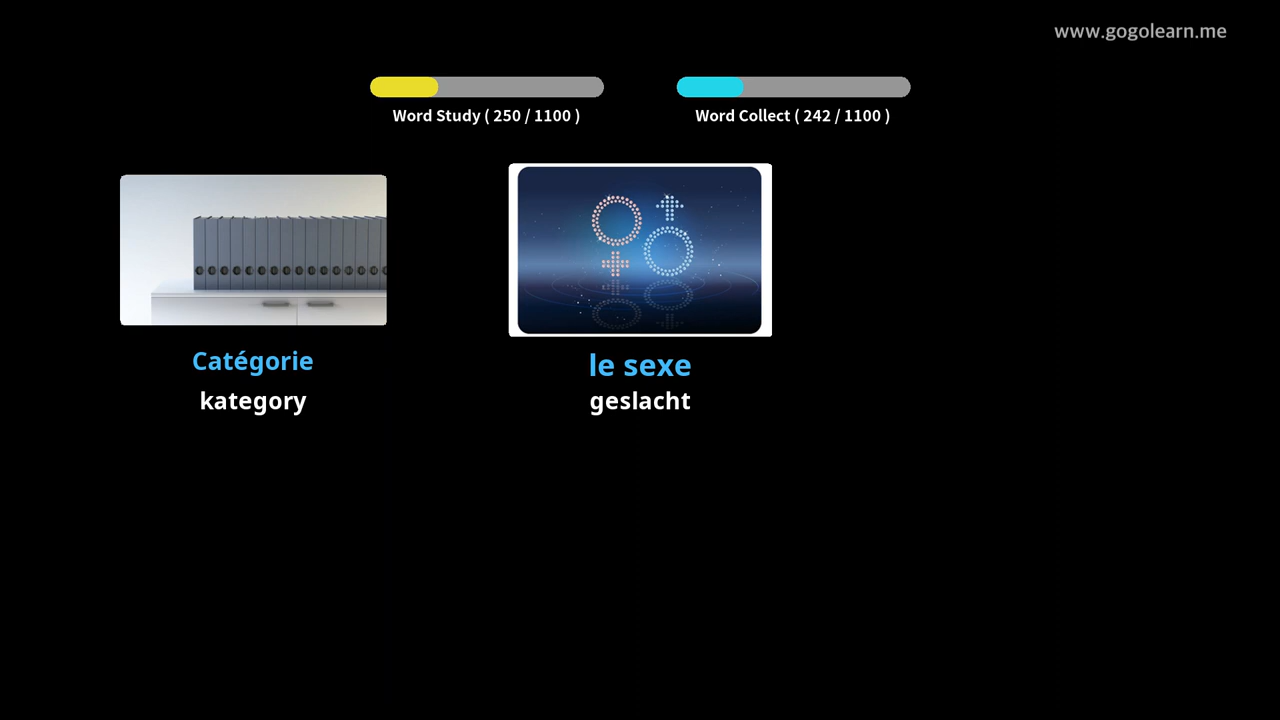 www.gogolearn.me
Word Study ( 250 / 1100 )
Word Collect ( 242 / 1100 )
Catégorie
kategory
le sexe
geslacht